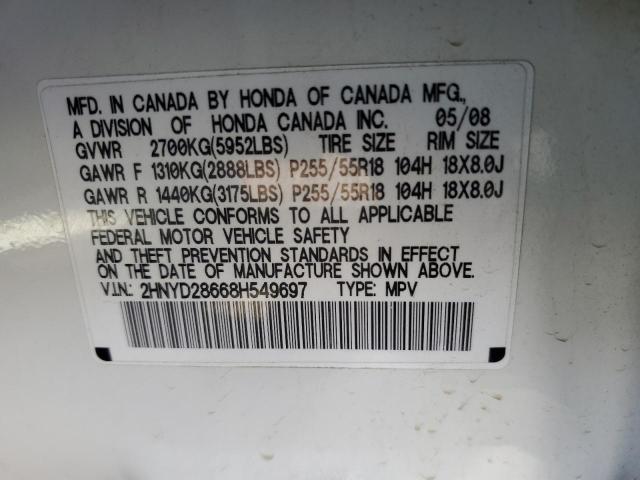 MFD. IN CANADA BY HONDA OF CANADA MFG.,
A DIVISION OF HONDA CANADA INC. 05/08
GVWR 2700KG(5952LBS) TIRE SIZE RIM SIZE
GAWR F 1310KG(2888LBS) P255/55R18 104H 18X8.0J
GAWR R 1440KG(3175LBS) P255/55R18 104H 18X8.0J
THIS VEHICLE CONFORMS TO ALL APPLICABLE
FEDERAL MOTOR VEHICLE SAFETY
AND THEFT PREVENTION STANDARDS IN EFFECT
ON THE DATE OF MANUFACTURE SHOWN ABOVE.
V.I.N.: 2HNYD28668H549697 TYPE: MPV